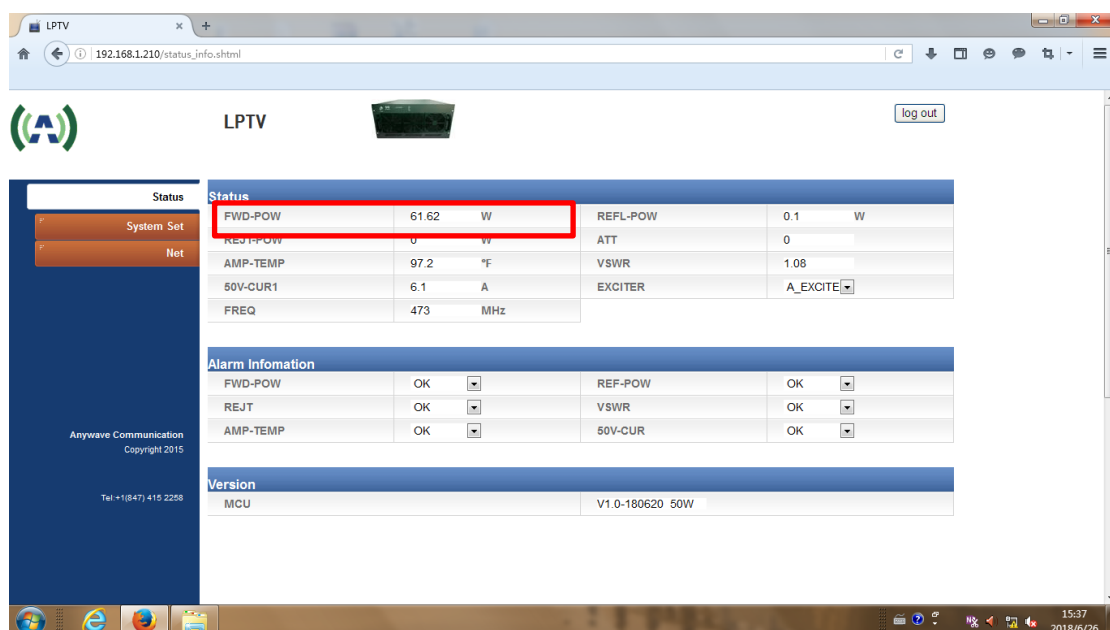 LPTV
192.168.1.210/status_info.shtml
LPTV
log out
Status
System Set
Net
Status
FWD-POW 61.62 W REFL-POW 0.1 W
REJT-POW 0 W ATT 0
AMP-TEMP 97.2 °F VSWR 1.08
50V-CUR1 6.1 A EXCITER A_EXCITE
FREQ 473 MHz
Alarm Infomation
FWD-POW OK REF-POW OK
REJT OK VSWR OK
AMP-TEMP OK 50V-CUR OK
Anywave Communication
Copyright 2015
Tel:+1(847) 415 2258
Version
MCU V1.0-180620 50W
15:37
2018/6/26